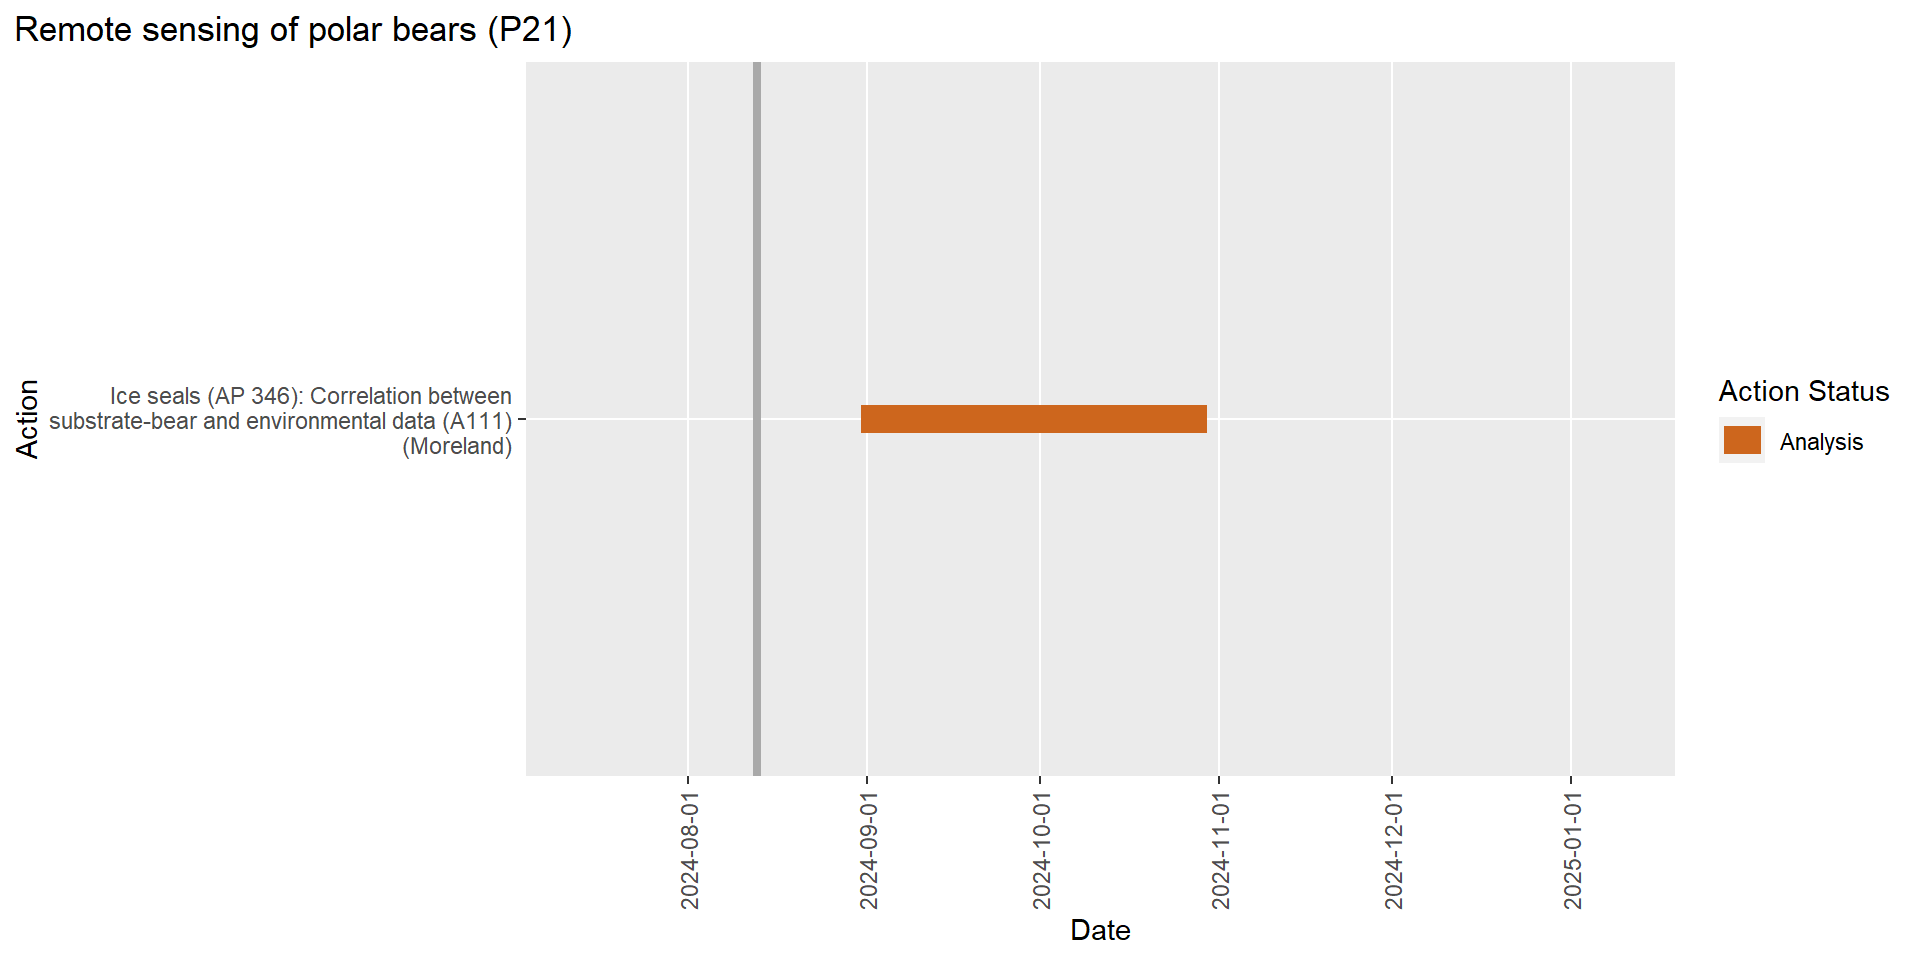 Remote sensing of polar bears (P21)
Action
Ice seals (AP 346): Correlation between
substrate-bear and environmental data (A111)
(Moreland)
Action Status
Analysis
2024-08-01
2024-09-01
2024-10-01
2024-11-01
2024-12-01
2025-01-01
Date